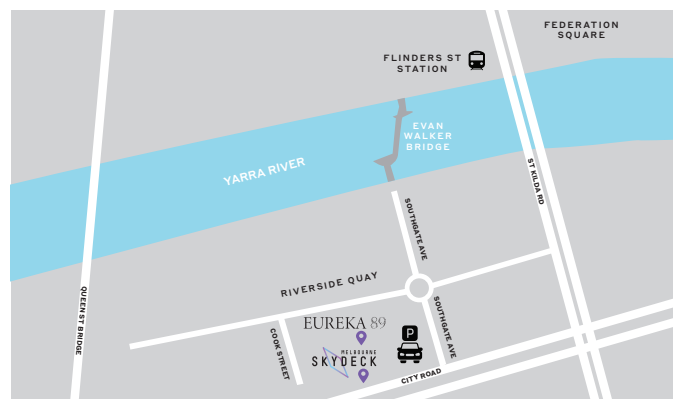 FEDERATION
SQUARE
FLINDERS ST
STATION
EVAN
WALKER
BRIDGE
YARRA RIVER
ST KILDA RD
SOUTHGATE AVE
RIVERSIDE QUAY
QUEEN ST BRIDGE
EUREKA 89
SOUTHGATE AVE
P
COOK STREET
MELBOURNE
SKYDECK
CITY ROAD